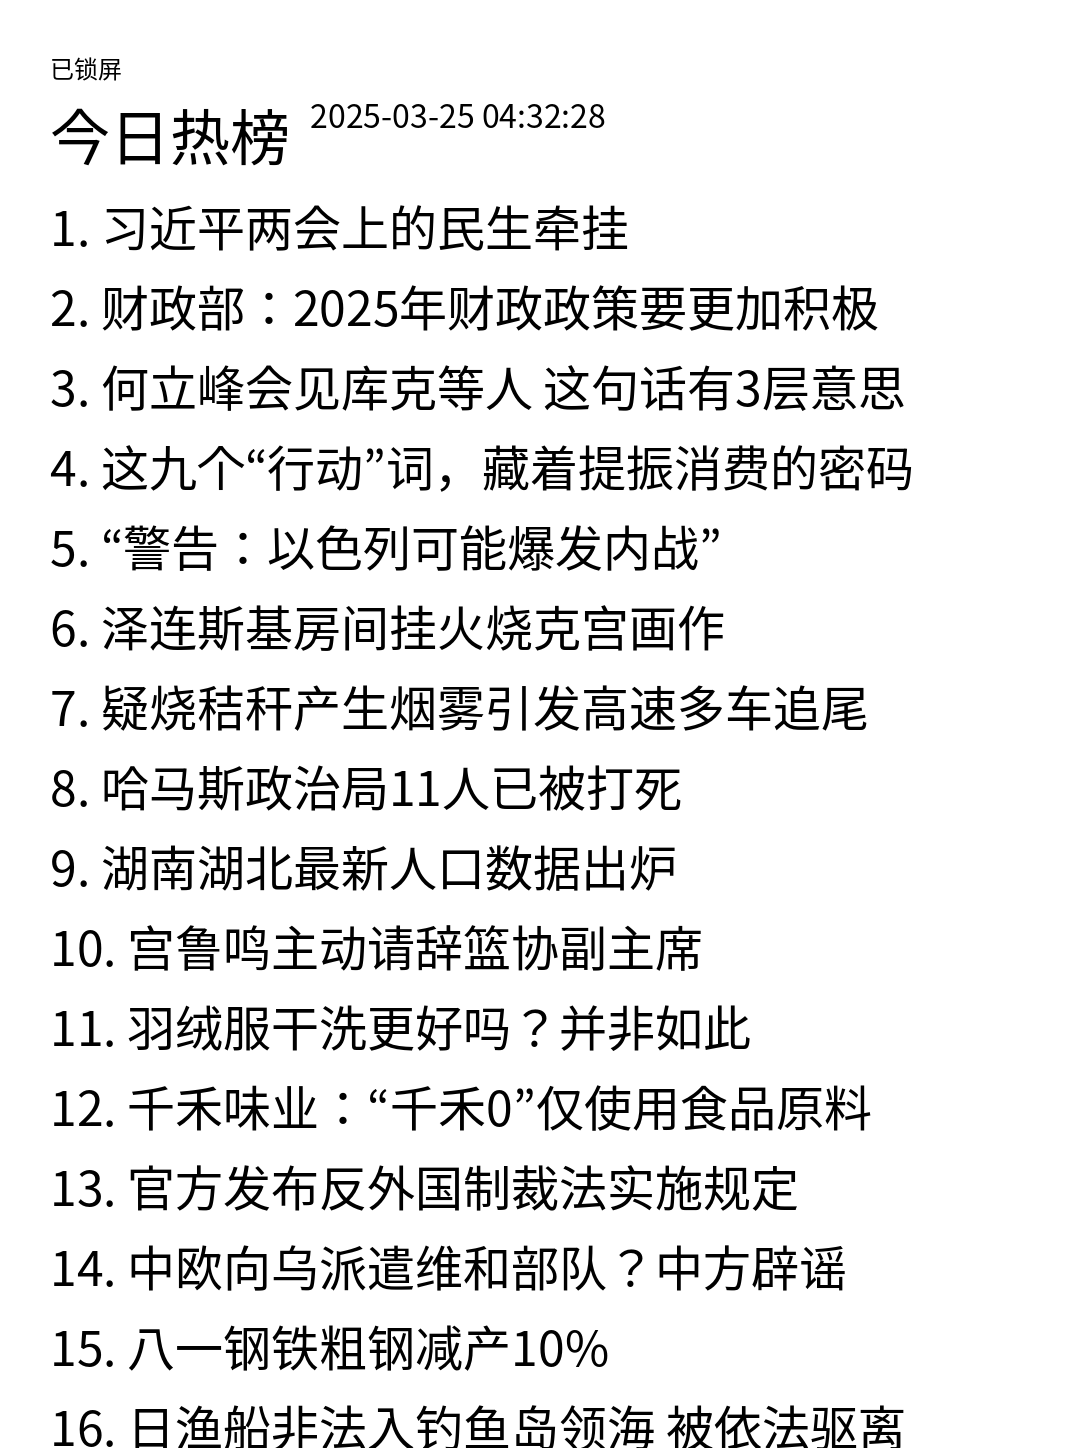 已锁屏
今日热榜 2025-03-25 04:32:28
1. 习近平两会上的民生牵挂
2. 财政部：2025年财政政策要更加积极
3. 何立峰会见库克等人 这句话有3层意思
4. 这九个“行动”词，藏着提振消费的密码
5. “警告：以色列可能爆发内战”
6. 泽连斯基房间挂火烧克宫画作
7. 疑烧秸秆产生烟雾引发高速多车追尾
8. 哈马斯政治局11人已被打死
9. 湖南湖北最新人口数据出炉
10. 宫鲁鸣主动请辞篮协副主席
11. 羽绒服干洗更好吗？并非如此
12. 千禾味业：“千禾0”仅使用食品原料
13. 官方发布反外国制裁法实施规定
14. 中欧向乌派遣维和部队？中方辟谣
15. 八一钢铁粗钢减产10%
16. 日渔船非法入钓鱼岛领海 被依法驱离